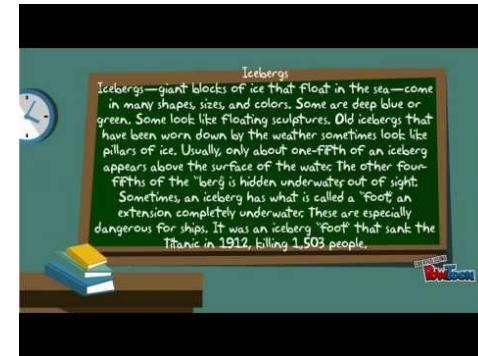 Icebergs
Icebergs—giant blocks of ice that float in the sea—come
in many shapes, sizes, and colors. Some are deep blue or
green. Some look like floating sculptures. Old icebergs that
have been worn down by the weather sometimes look like
pillars of ice. Usually, only about one-fifth of an iceberg
appears above the surface of the water. The other four-
fifths of the "berg is hidden underwater, out of sight.
Sometimes, an iceberg has what is called a "foot," an
extension completely underwater. These are especially
dangerous for ships. It was an iceberg "foot" that sank the
Titanic in 1912, killing 1,503 people.
PowToon